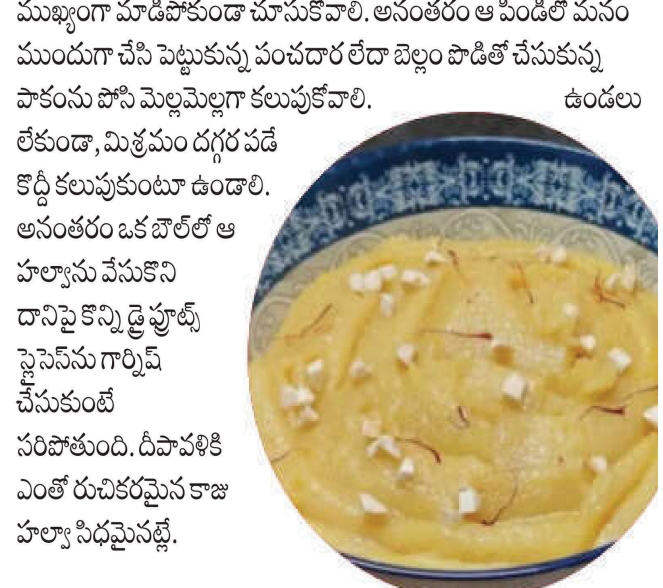 ముఖ్యంగా మాడిపోకుండా చూసుకోవాలి. అనంతరం ఆ పిండిలో మనం
ముందుగా చేసి పెట్టుకున్న పంచదార లేదా బెల్లం పొడితో చేసుకున్న
పాకంను పోసి మెల్లమెల్లగా కలుపుకోవాలి. ఉండలు
లేకుండా, మిశ్రమం దగ్గర పడే
కొద్దీ కలుపుకుంటూ ఉండాలి.
అనంతరం ఒక బౌల్‌లో ఆ
హల్వాను వేసుకొని
దానిపై కొన్ని డ్రై ఫ్రూట్స్
స్లైసెస్‌ను గార్నిష్
చేసుకుంటే
సరిపోతుంది. దీపావళికి
ఎంతో రుచికరమైన కాజు
హల్వా సిధమైనట్లే.